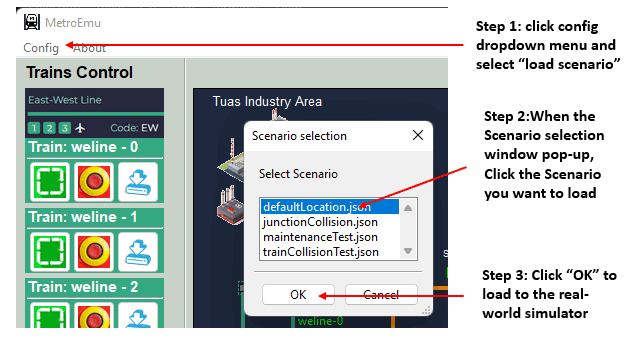 MetroEmu
Config About
Trains Control
East-West Line
1 2 3 Code: EW
Train: weline - 0
Train: weline - 1
Train: weline - 2
Tuas Industry Area
Scenario selection
Select Scenario
defaultLocation.json
junctionCollision.json
maintenanceTest.json
trainCollisionTest.json
OK Cancel
weline-0
Step 1: click config
dropdown menu and
select “load scenario”
Step 2:When the
Scenario selection
window pop-up,
Click the Scenario
you want to load
Step 3: Click “OK” to
load to the real-
world simulator